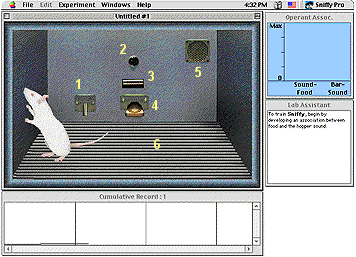 File Edit Experiment Windows Help 4:32 PM Sniffy Pro
Untitled #1
1
2
3
4
5
6
Operant Assoc.
Max
0
Sound-Food Bar-Sound
Lab Assistant
To train Sniffy, begin by
developing an association between
food and the hopper sound.
Cumulative Record : 1